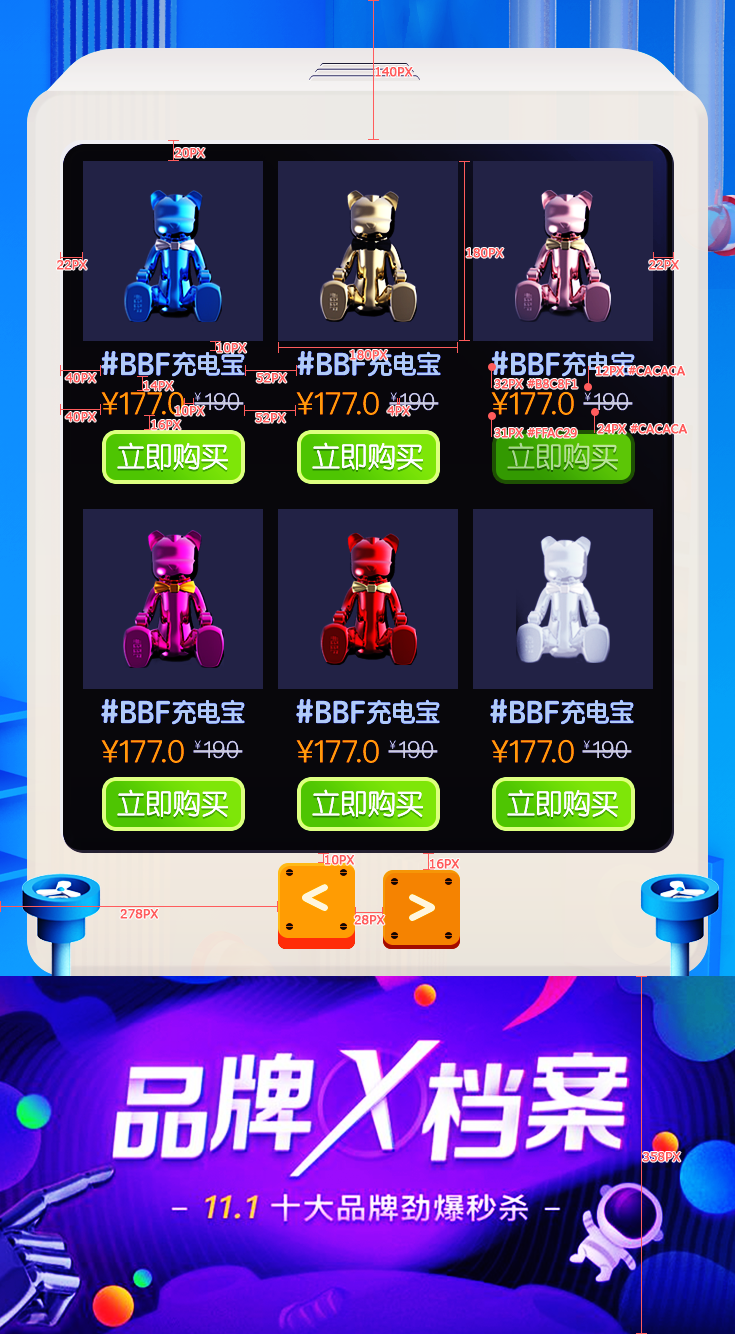 140PX
20PX
22PX
180PX
22PX
10PX
180PX
#BBF充电宝
#BBF充电宝
#BBF充电宝
12PX #CACACA
40PX
14PX
52PX
32PX #B8C8F1
¥177.0 ¥190
¥177.0 ¥190
¥177.0 ¥190
40PX
10PX
52PX
4PX
16PX
31PX #FFAC29
24PX #CACACA
立即购买
立即购买
立即购买
#BBF充电宝
#BBF充电宝
#BBF充电宝
¥177.0 ¥190
¥177.0 ¥190
¥177.0 ¥190
立即购买
立即购买
立即购买
10PX
16PX
< >
278PX
28PX
品牌X档案
358PX
- 11.1 十大品牌劲爆秒杀 -